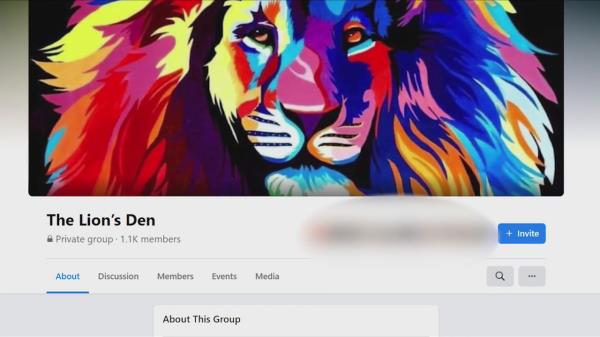 The Lion's Den
Private group · 1.1K members
+ Invite
About Discussion Members Events Media
About This Group